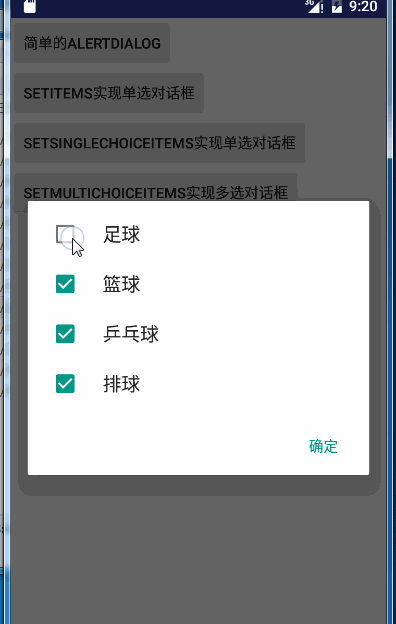 3G 9:20
简单的ALERTDIALOG
SETITEMS实现单选对话框
SETSINGLECHOICEITEMS实现单选对话框
SETMULTICHOICEITEMS实现多选对话框
足球
篮球
乒乓球
排球
确定